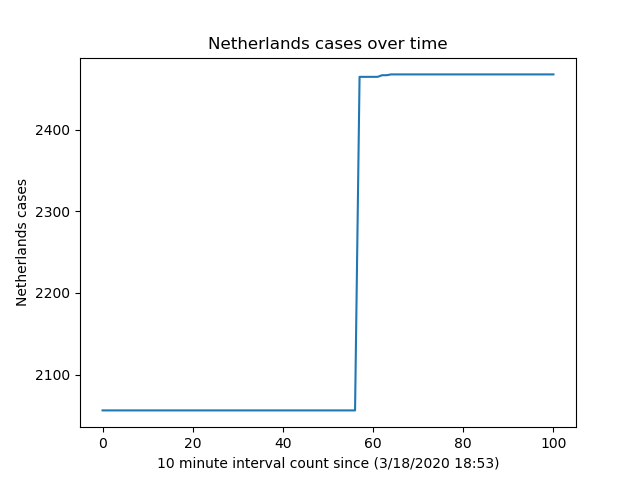 Netherlands cases over time
2400
2300
2200
2100
Netherlands cases
0 20 40 60 80 100
10 minute interval count since (3/18/2020 18:53)